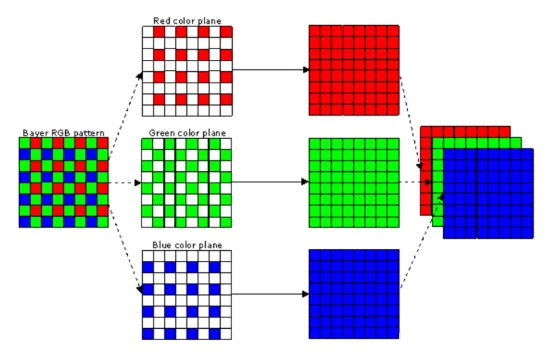 Red color plane
Bayer RGB pattern
Green color plane
Blue color plane